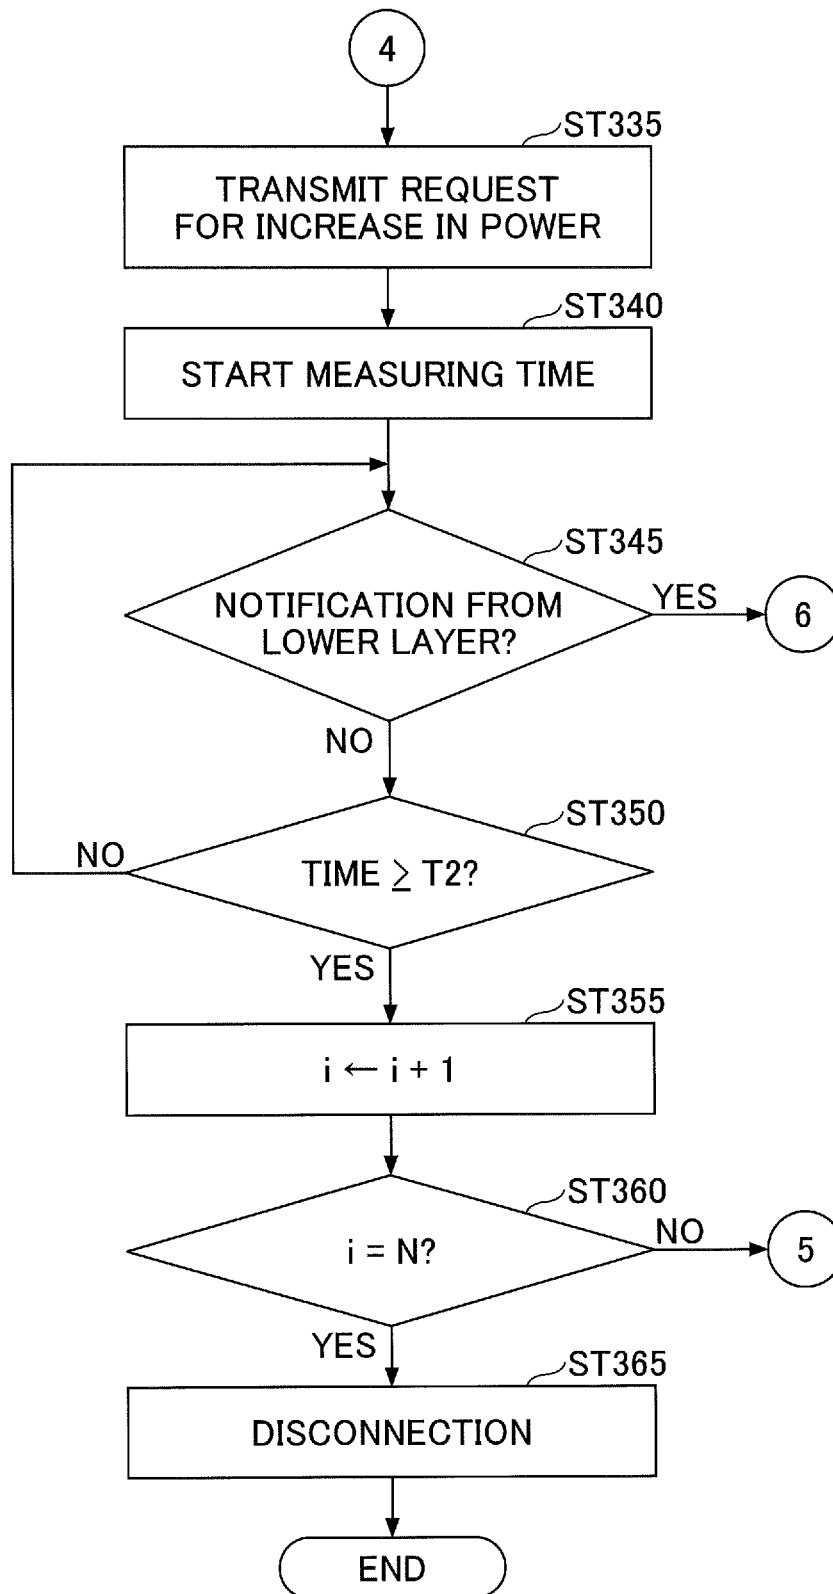 4
ST335
TRANSMIT REQUEST
FOR INCREASE IN POWER
ST340
START MEASURING TIME
ST345
NOTIFICATION FROM
LOWER LAYER?
YES
6
NO
ST350
TIME ≥ T2?
NO
YES
ST355
i ← i + 1
ST360
i = N?
NO
5
YES
ST365
DISCONNECTION
END